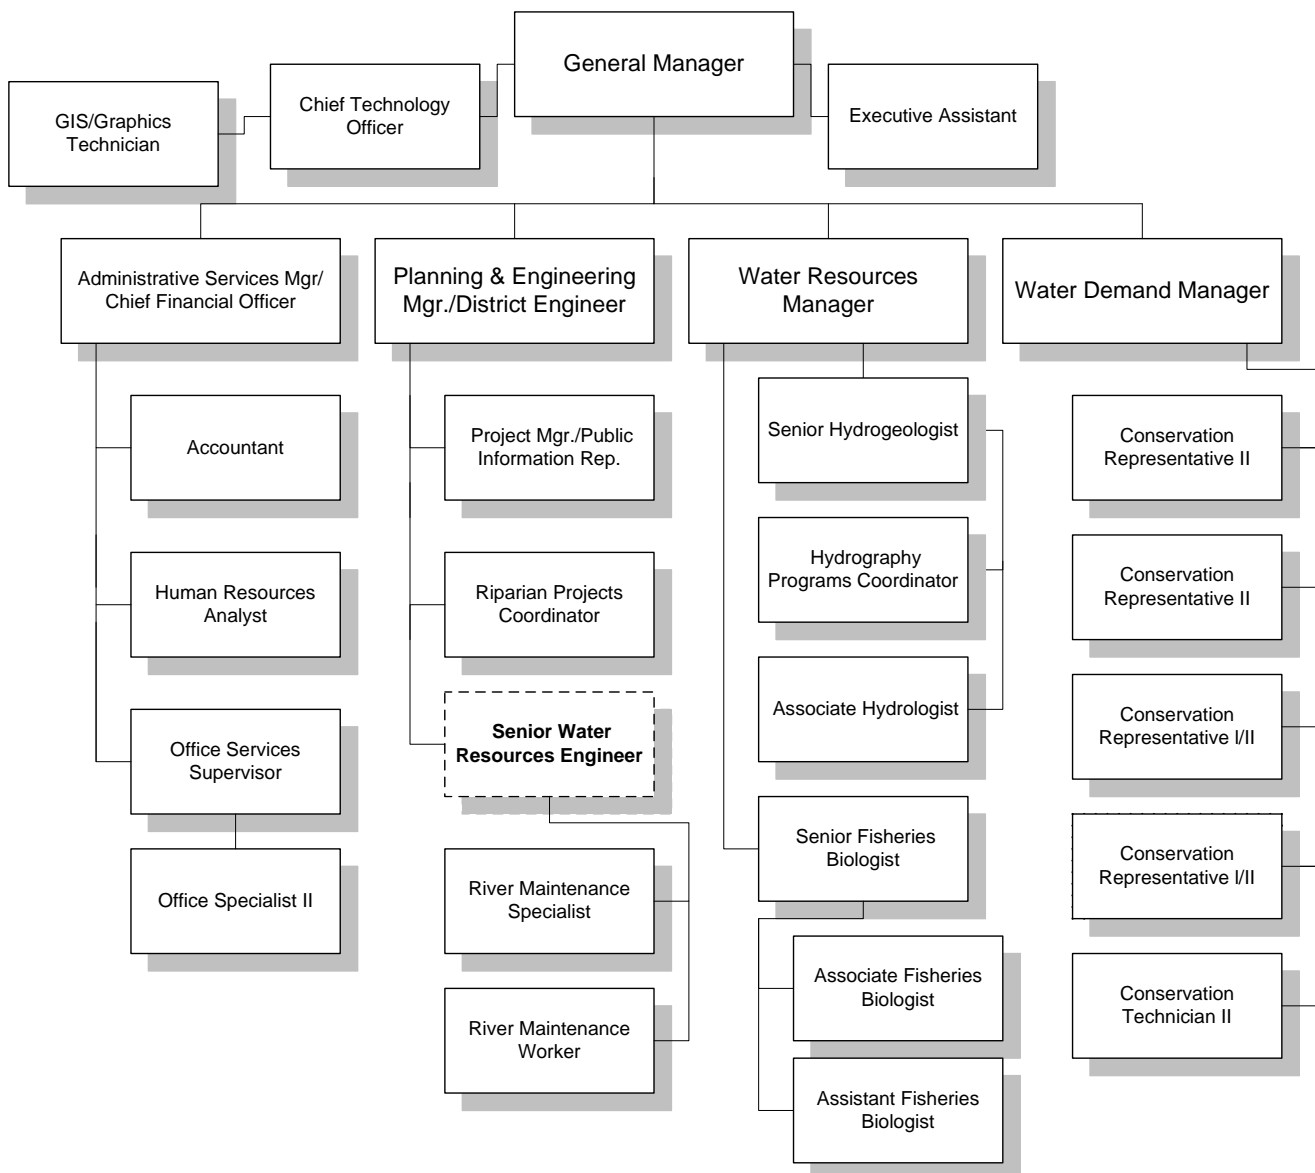 General Manager
Chief Technology
Officer
GIS/Graphics
Technician
Executive Assistant
Administrative Services Mgr/
Chief Financial Officer
Planning & Engineering
Mgr./District Engineer
Water Resources
Manager
Water Demand Manager
Accountant
Human Resources
Analyst
Office Services
Supervisor
Office Specialist II
Project Mgr./Public
Information Rep.
Riparian Projects
Coordinator
Senior Water
Resources Engineer
River Maintenance
Specialist
River Maintenance
Worker
Senior Hydrogeologist
Hydrography
Programs Coordinator
Associate Hydrologist
Senior Fisheries
Biologist
Associate Fisheries
Biologist
Assistant Fisheries
Biologist
Conservation
Representative II
Conservation
Representative II
Conservation
Representative I/II
Conservation
Representative I/II
Conservation
Technician II